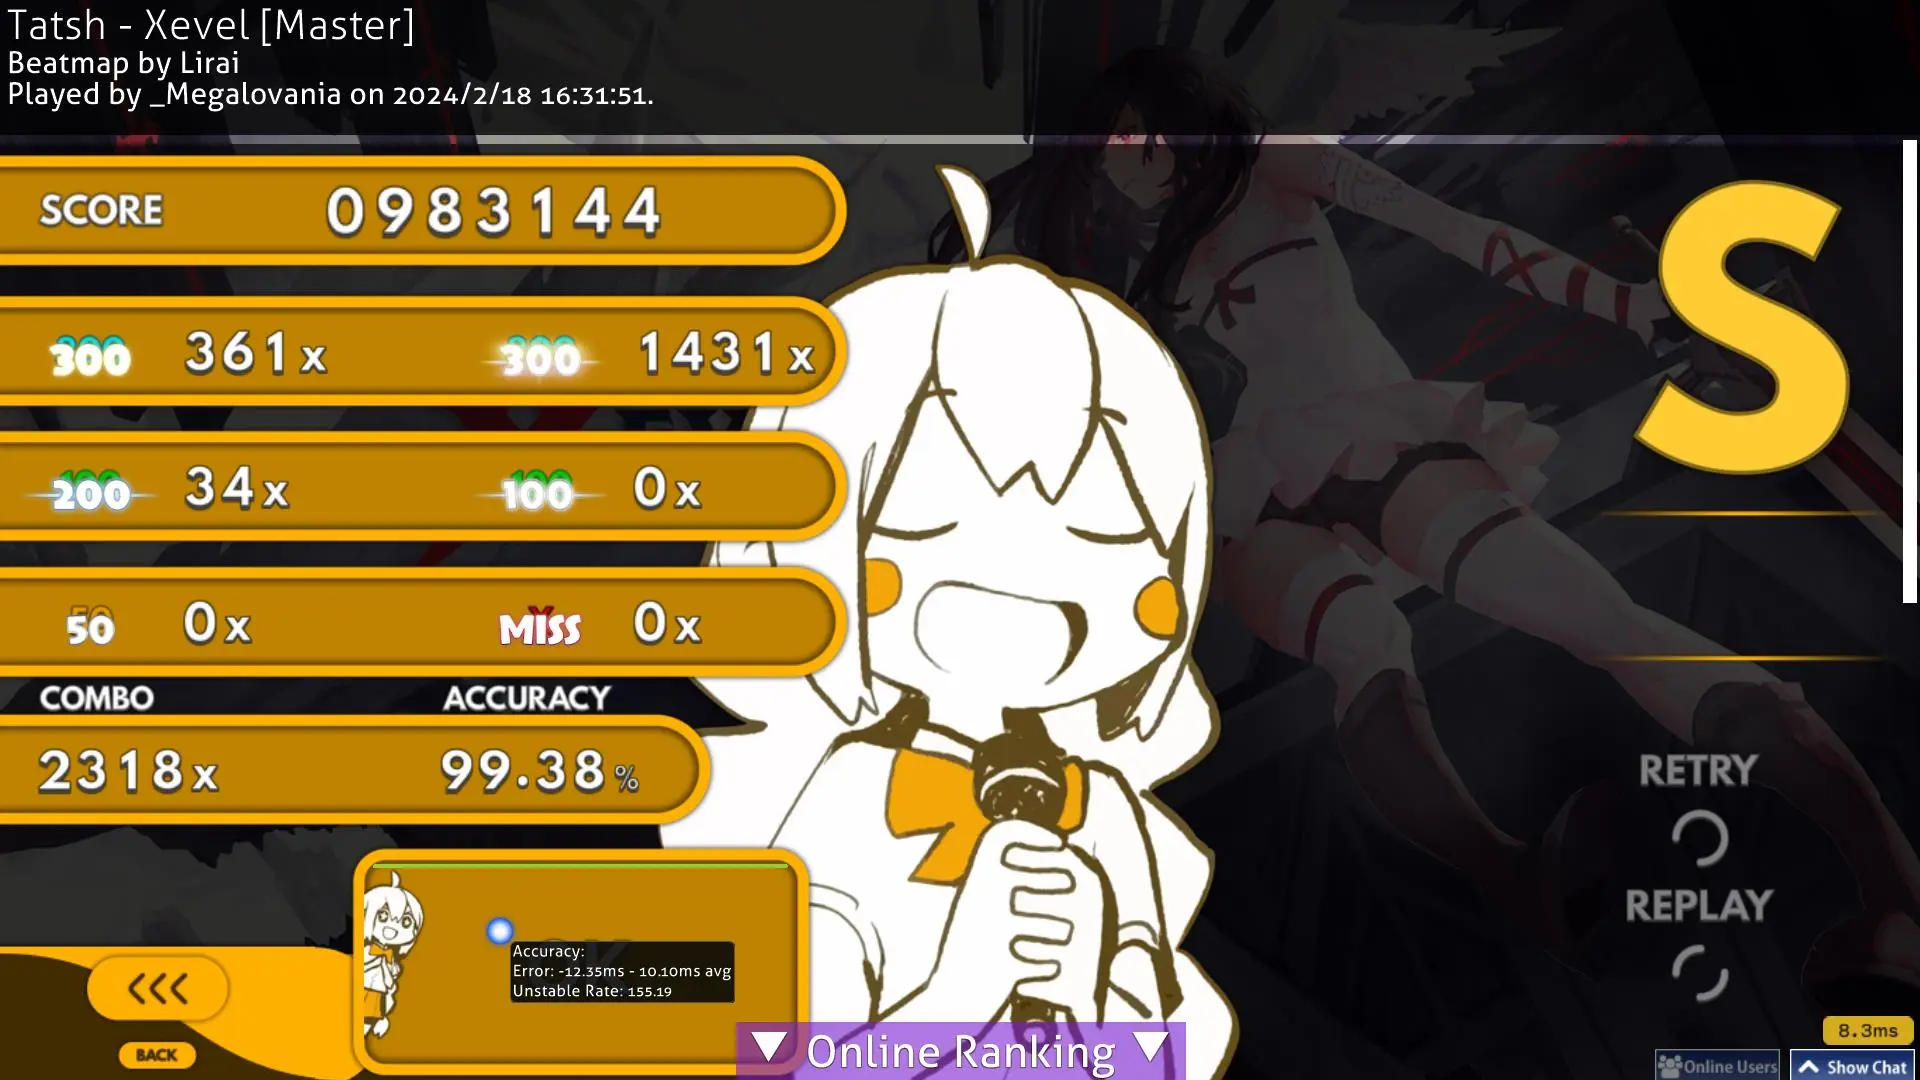 Tatsh - Xevel [Master]
Beatmap by Lirai
Played by _Megalovania on 2024/2/18 16:31:51.
SCORE 0983144
300 361x 300 1431x
200 34x 100 0x
50 0x MISS 0x
COMBO ACCURACY
2318x 99.38%
RETRY
REPLAY
Accuracy:
Error: -12.35ms - 10.10ms avg
Unstable Rate: 155.19
<<<
BACK
▼ Online Ranking ▼
8.3ms
Online Users
Show Chat